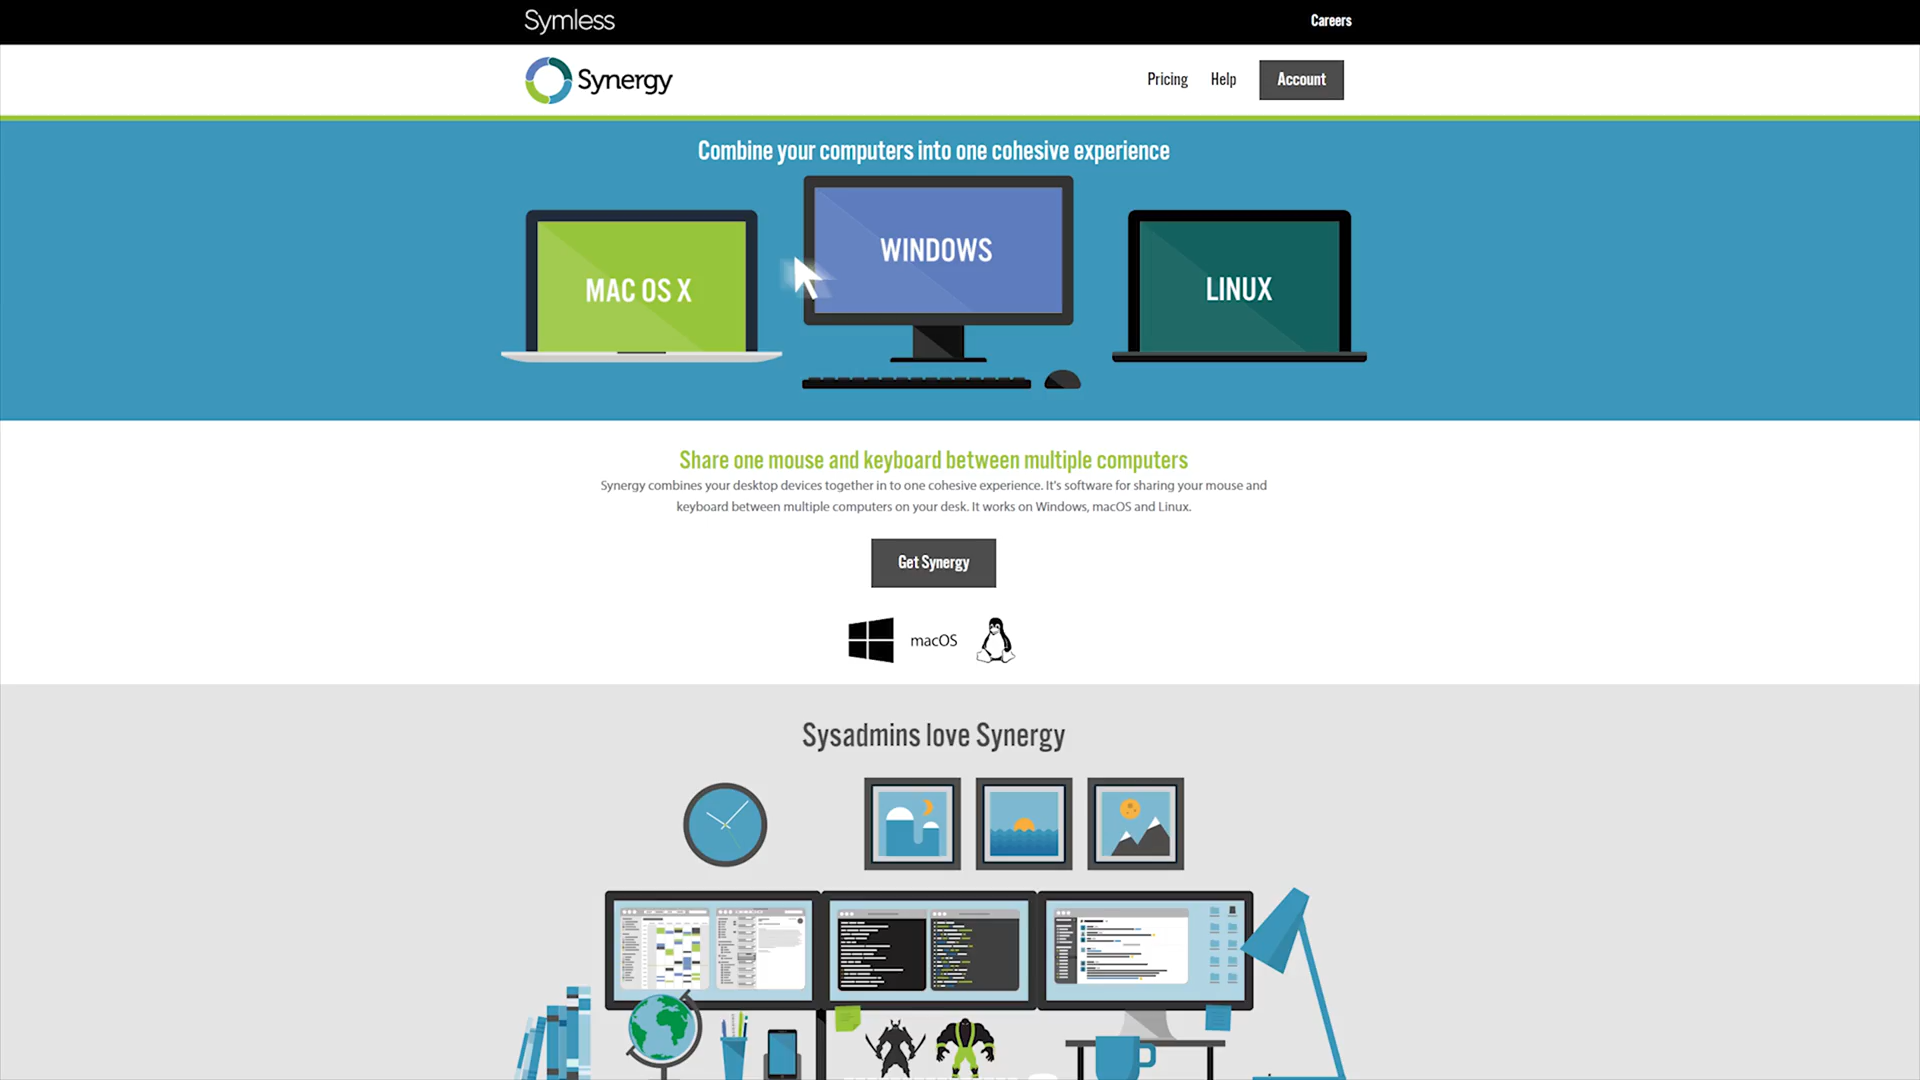 Symless
Careers
Synergy
Pricing
Help
Account
Combine your computers into one cohesive experience
MAC OS X
WINDOWS
LINUX
Share one mouse and keyboard between multiple computers
Synergy combines your desktop devices together in to one cohesive experience. It's software for sharing your mouse and
keyboard between multiple computers on your desk. It works on Windows, macOS and Linux.
Get Synergy
macOS
Sysadmins love Synergy